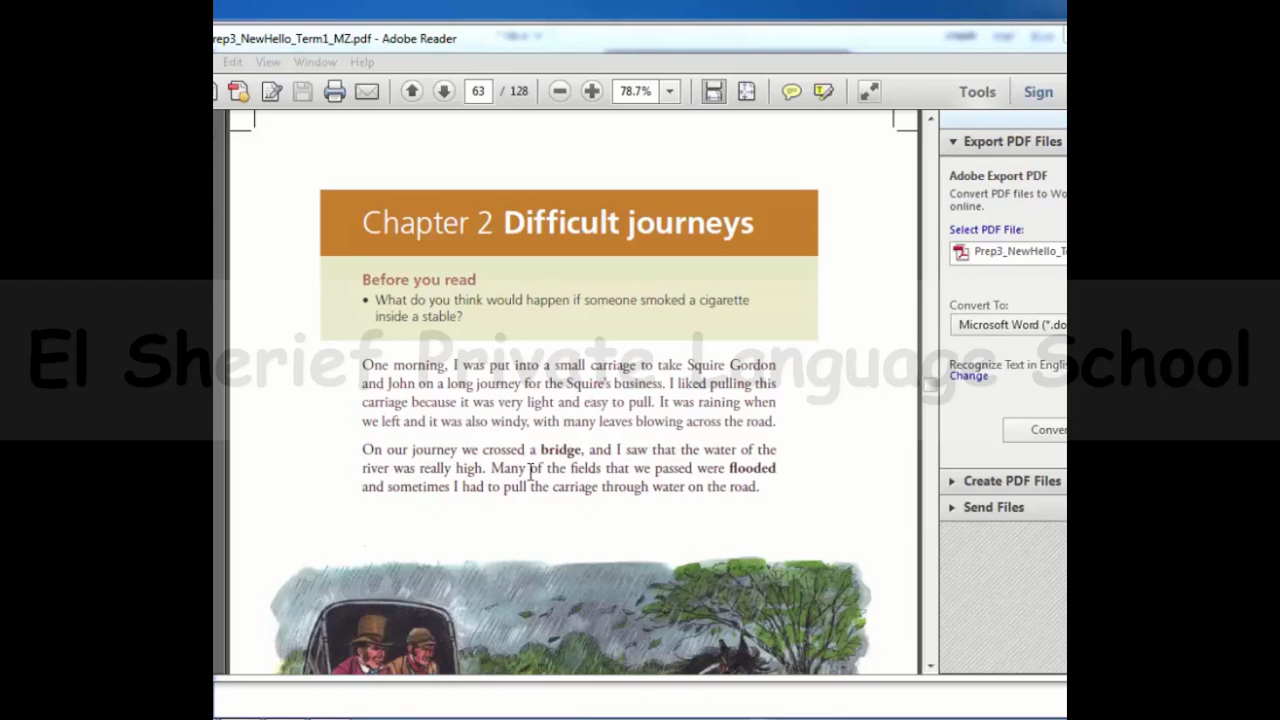 rep3_NewHello_Term1_MZ.pdf - Adobe Reader
Edit View Window Help
63 / 128 78.7% Tools Sign
Export PDF Files
Adobe Export PDF
Convert PDF files to Wo
online.
Select PDF File:
Prep3_NewHello_T
Convert To:
Microsoft Word (*.do
Recognize Text in Englis
Change
Conver
Create PDF Files
Send Files
Chapter 2 Difficult journeys
Before you read
• What do you think would happen if someone smoked a cigarette
inside a stable?
One morning, I was put into a small carriage to take Squire Gordon
and John on a long journey for the Squire's business. I liked pulling this
carriage because it was very light and easy to pull. It was raining when
we left and it was also windy, with many leaves blowing across the road.
On our journey we crossed a bridge, and I saw that the water of the
river was really high. Many of the fields that we passed were flooded
and sometimes I had to pull the carriage through water on the road.
El Sherief Private Language School